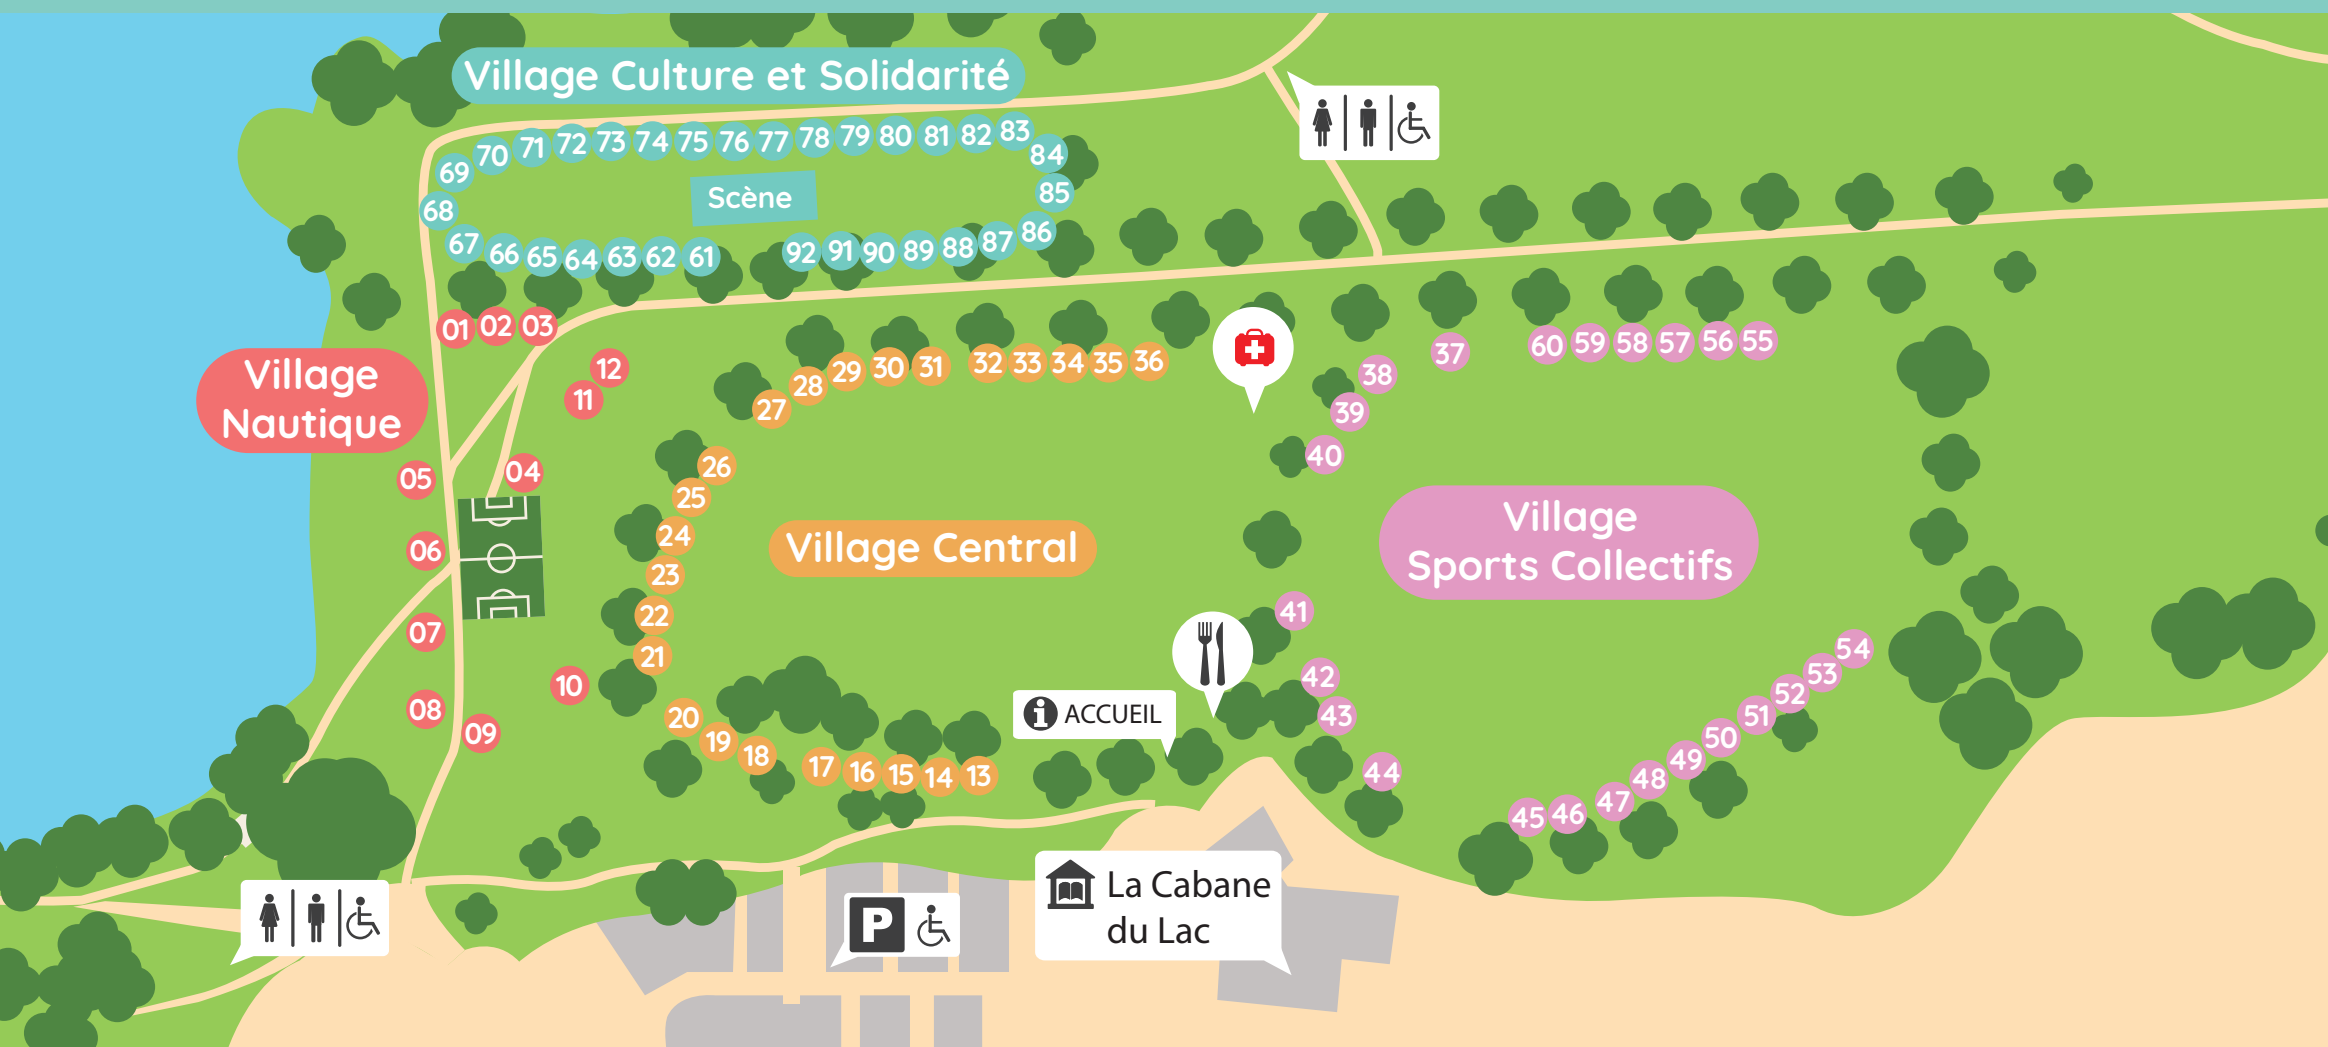 Village Culture et Solidarité
69 70 71 72 73 74 75 76 77 78 79 80 81 82 83
84
85
68
Scène
67 66 65 64 63 62 61 92 91 90 89 88 87 86
01 02 03
12
11
Village
Nautique
05 04
06
07
08 09
10
27 28 29 30 31 32 33 34 35 36
26
25
24
23
22
21
20
19
18
17 16 15 14 13
Village Central
37 60 59 58 57 56 55
38
39
40
Village
Sports Collectifs
41
42
43
44
54
53
52
51
50
49
48
47
45 46
ACCUEIL
P
La Cabane
du Lac